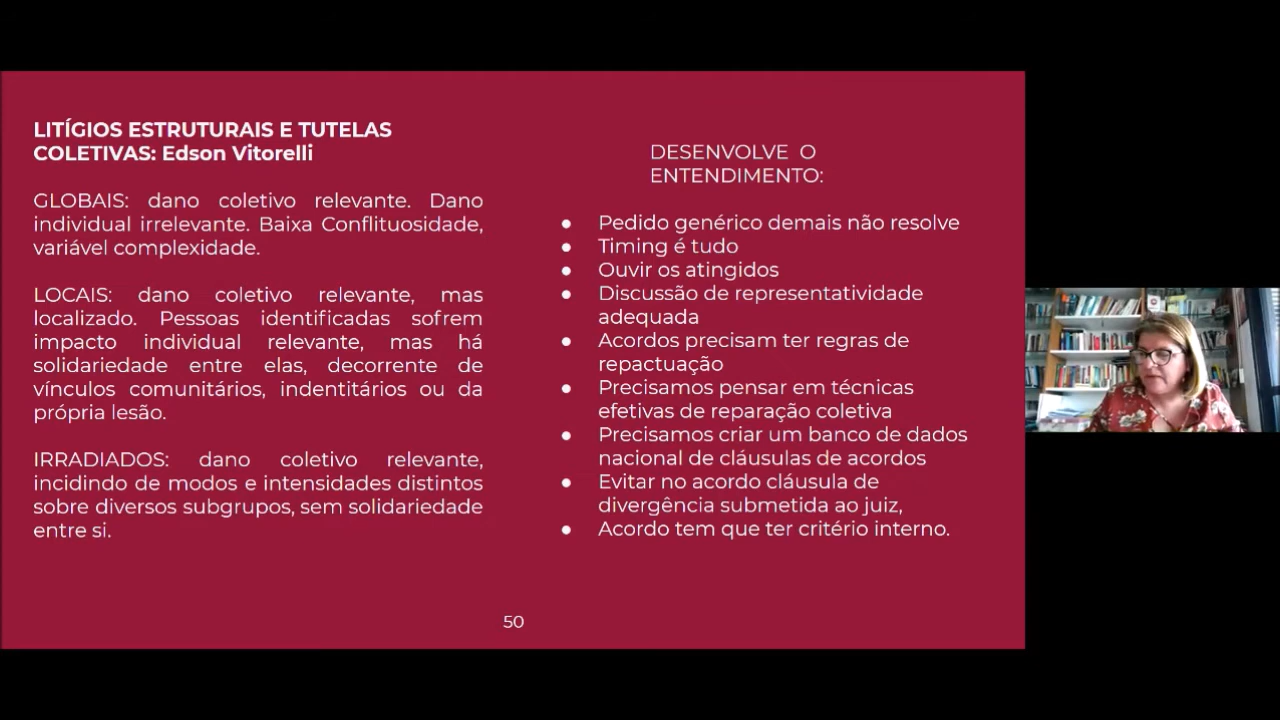 LITÍGIOS ESTRUTURAIS E TUTELAS
COLETIVAS: Edson Vitorelli
GLOBAIS: dano coletivo relevante. Dano
individual irrelevante. Baixa Conflituosidade,
variável complexidade.
LOCAIS: dano coletivo relevante, mas
localizado. Pessoas identificadas sofrem
impacto individual relevante, mas há
solidariedade entre elas, decorrente de
vínculos comunitários, indentitários ou da
própria lesão.
IRRADIADOS: dano coletivo relevante,
incidindo de modos e intensidades distintos
sobre diversos subgrupos, sem solidariedade
entre si.
DESENVOLVE O
ENTENDIMENTO:
● Pedido genérico demais não resolve
● Timing é tudo
● Ouvir os atingidos
● Discussão de representatividade
adequada
● Acordos precisam ter regras de
repactuação
● Precisamos pensar em técnicas
efetivas de reparação coletiva
● Precisamos criar um banco de dados
nacional de cláusulas de acordos
● Evitar no acordo cláusula de
divergência submetida ao juiz,
● Acordo tem que ter critério interno.
50